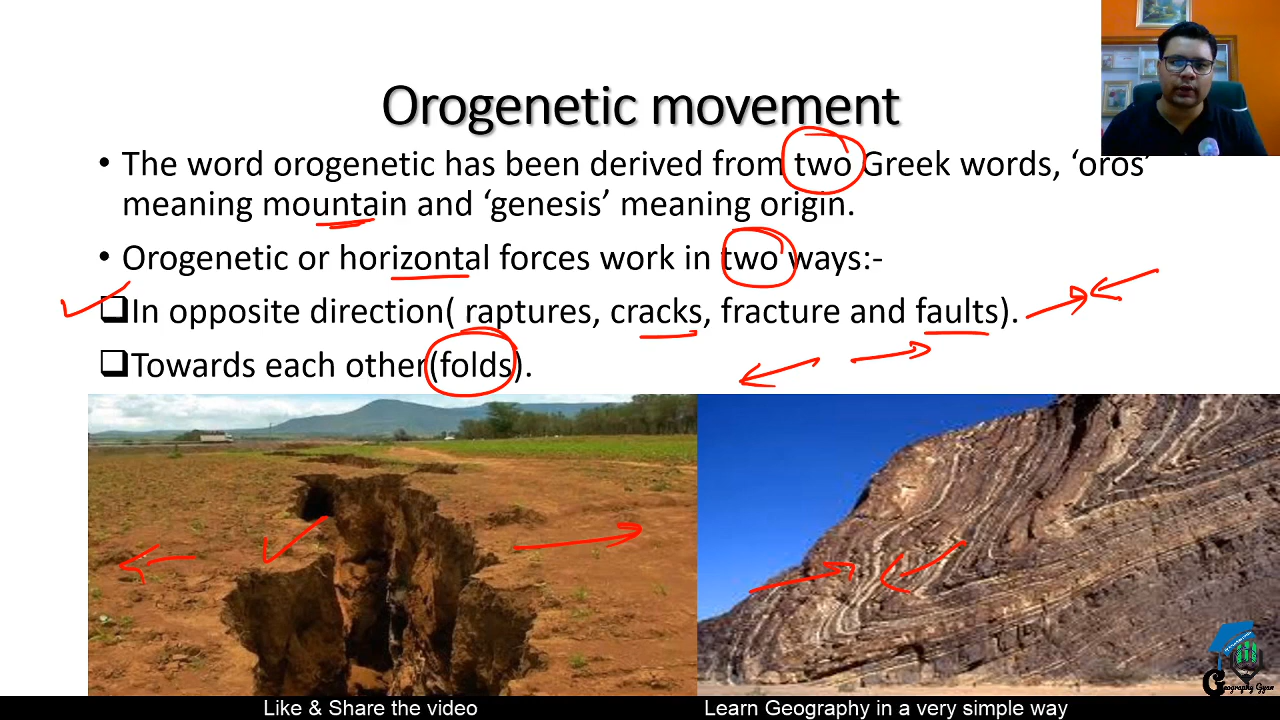 Orogenetic movement
• The word orogenetic has been derived from two Greek words, ‘oros’
meaning mountain and ‘genesis’ meaning origin.
• Orogenetic or horizontal forces work in two ways:-
❑In opposite direction( raptures, cracks, fracture and faults).
❑Towards each other(folds).
Geography Gyan
Like & Share the video
Learn Geography in a very simple way